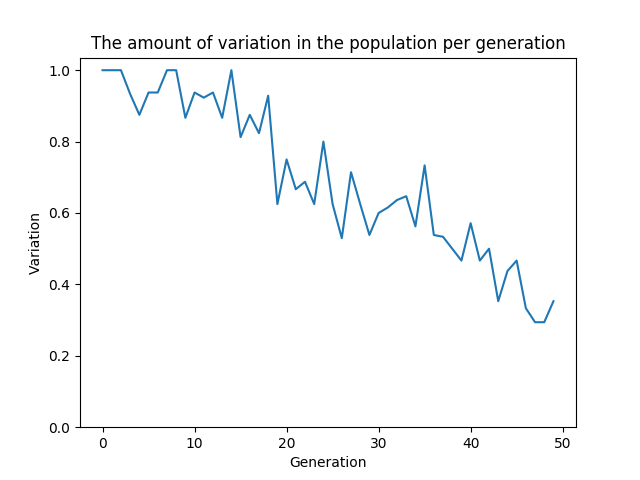 The amount of variation in the population per generation
1.0
0.8
0.6
0.4
0.2
0.0
Variation
0 10 20 30 40 50
Generation